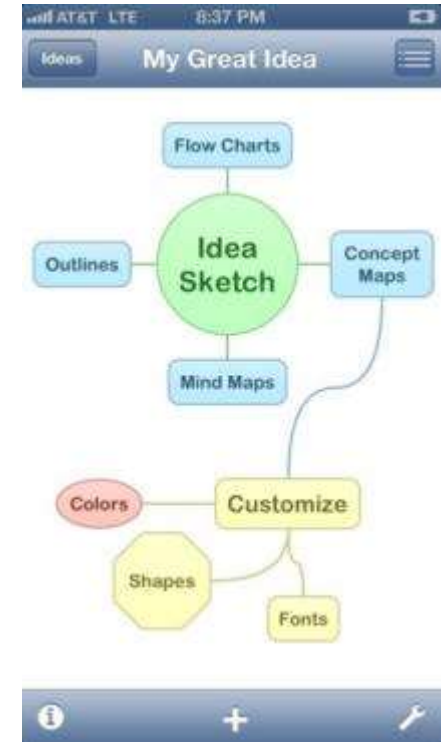 AT&T LTE 8:37 PM
Ideas My Great Idea
Flow Charts
Idea
Sketch
Outlines
Concept
Maps
Mind Maps
Colors
Customize
Shapes
Fonts